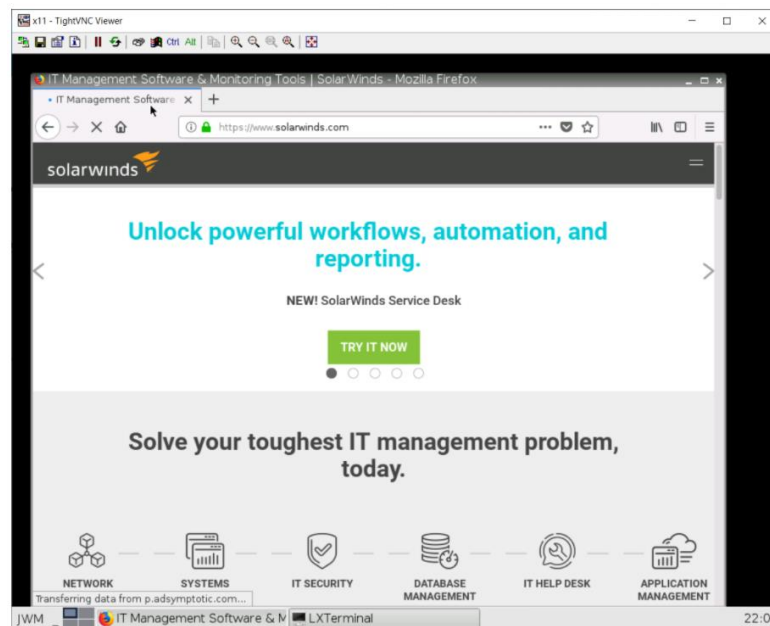 x11 - TightVNC Viewer
Ctrl Alt
IT Management Software & Monitoring Tools | SolarWinds - Mozilla Firefox
IT Management Software
https://www.solarwinds.com
solarwinds
Unlock powerful workflows, automation, and
reporting.
NEW! SolarWinds Service Desk
TRY IT NOW
Solve your toughest IT management problem,
today.
NETWORK SYSTEMS IT SECURITY DATABASE MANAGEMENT IT HELP DESK APPLICATION MANAGEMENT
Transferring data from p.adsymptotic.com...
JWM IT Management Software & M LXTerminal 22:0